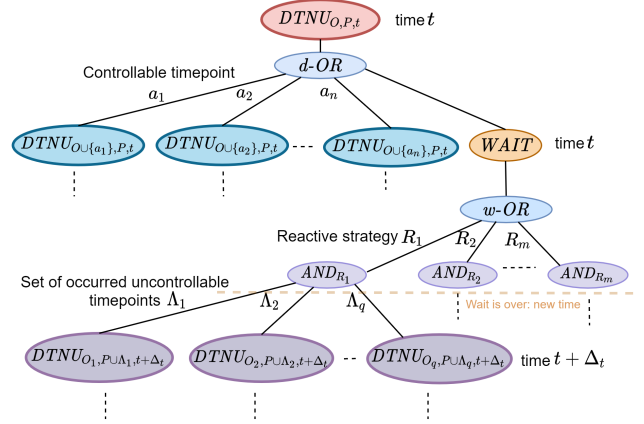 DTNU_{O,P,t} time t
d-OR
Controllable timepoint
a_1 a_2 a_n
DTNU_{O∪{a_1},P,t} DTNU_{O∪{a_2},P,t} DTNU_{O∪{a_n},P,t} WAIT time t
w-OR
Reactive strategy R_1 R_2 R_m
AND_{R_1} AND_{R_2} AND_{R_m}
Set of occurred uncontrollable
timepoints Λ_1 Λ_2 Λ_q
Wait is over: new time
DTNU_{O_1,P∪Λ_1,t+Δ_t} DTNU_{O_2,P∪Λ_2,t+Δ_t} DTNU_{O_q,P∪Λ_q,t+Δ_t} time t + Δ_t